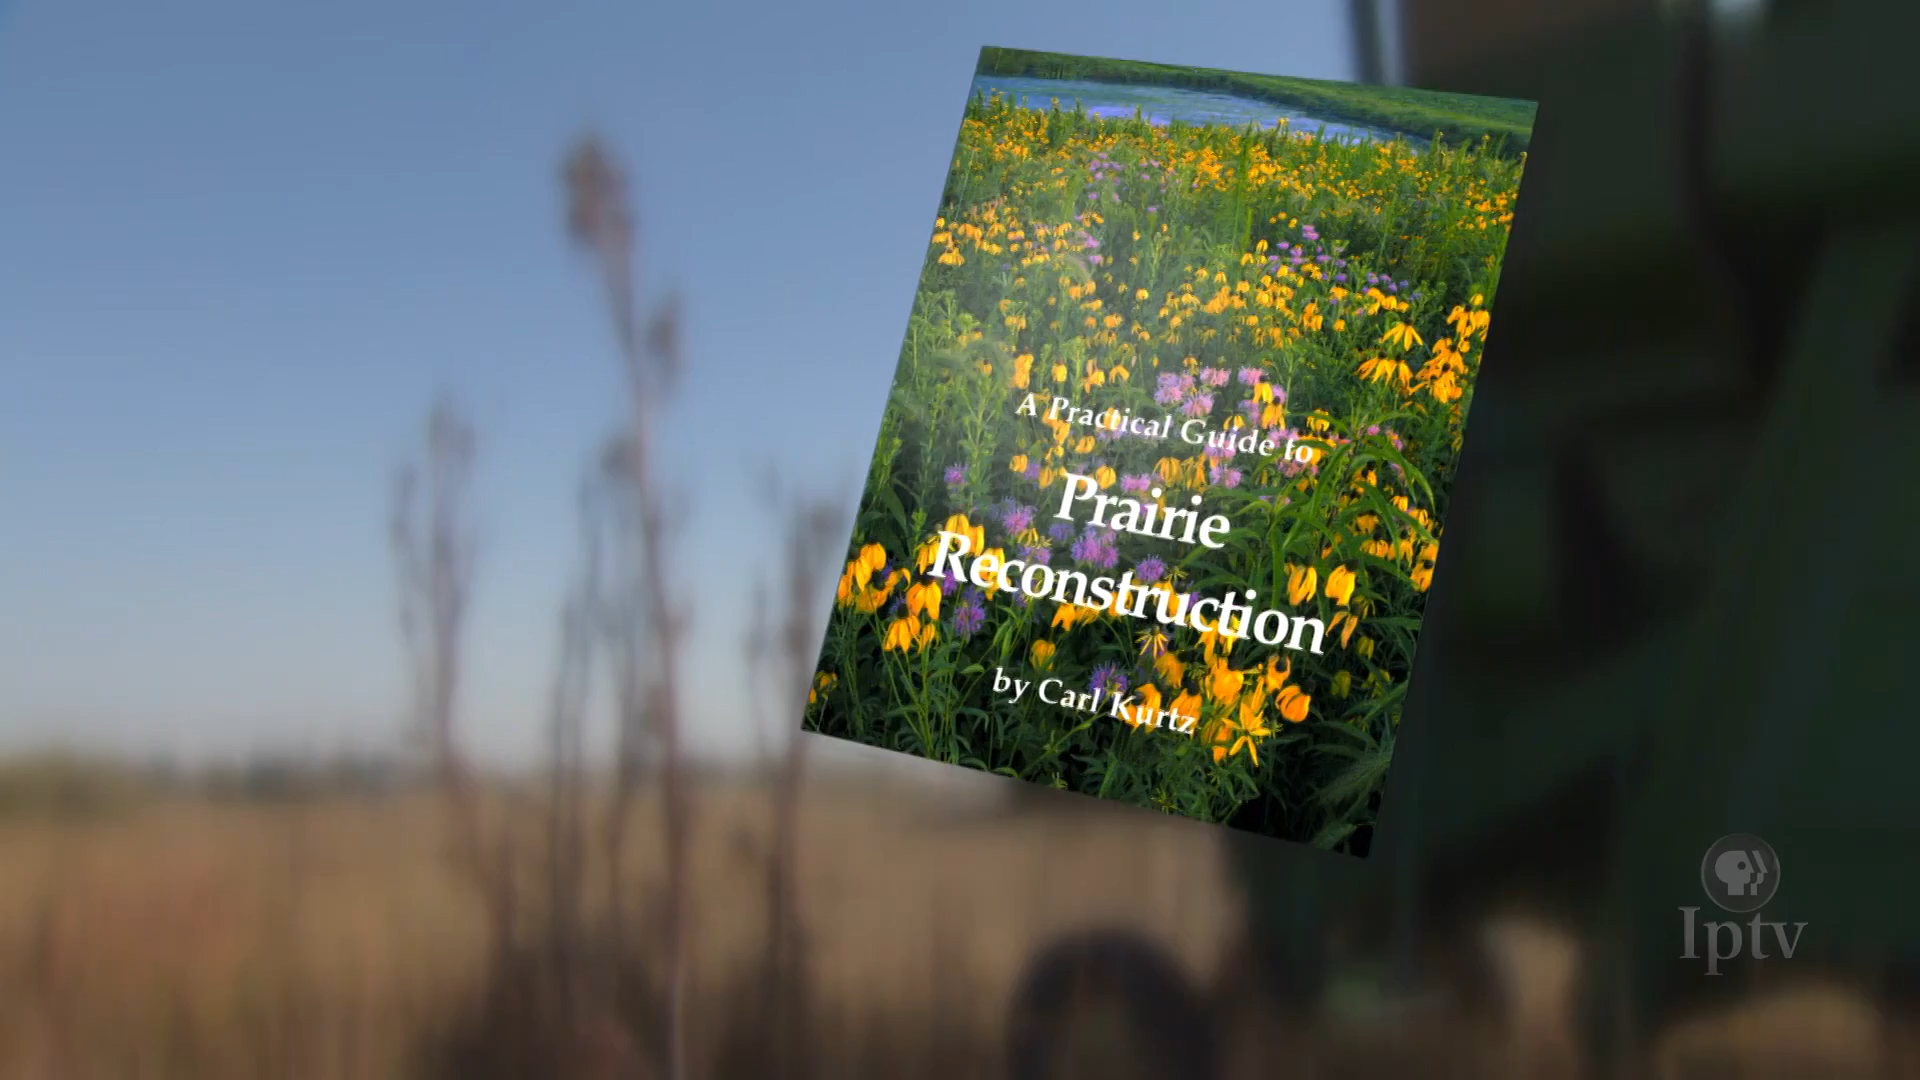 A Practical Guide to
Prairie
Reconstruction
by Carl Kurtz
Iptv